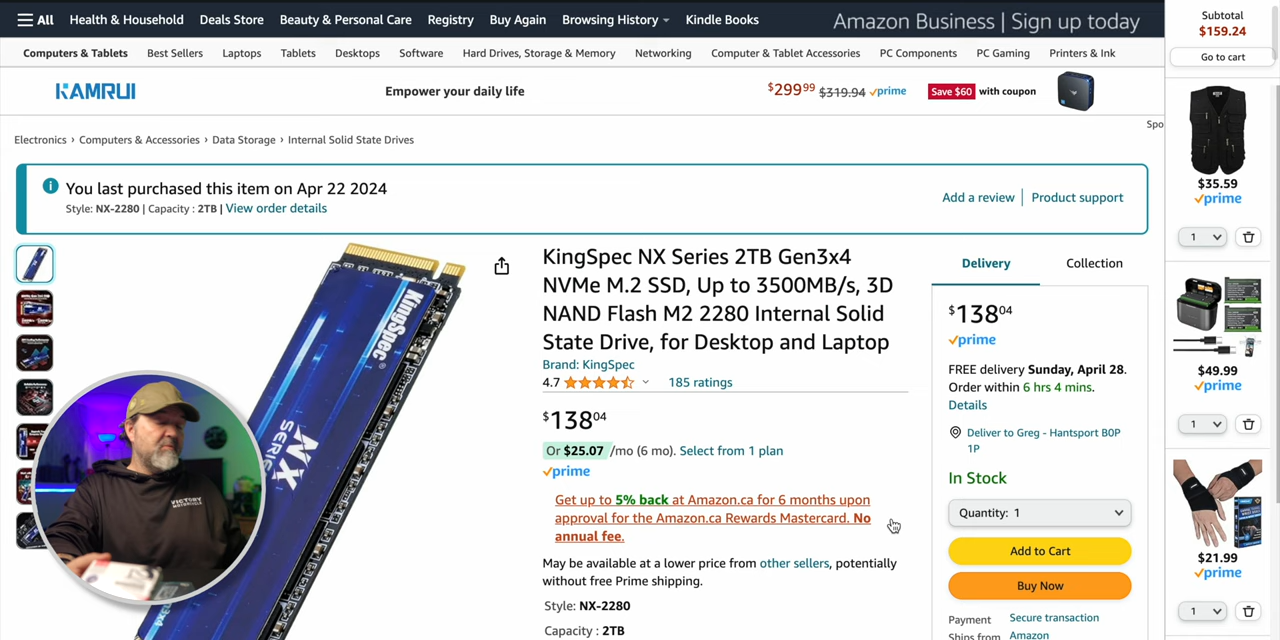 All Health & Household Deals Store Beauty & Personal Care Registry Buy Again Browsing History Kindle Books
Amazon Business | Sign up today
Computers & Tablets Best Sellers Laptops Tablets Desktops Software Hard Drives, Storage & Memory Networking Computer & Tablet Accessories PC Components PC Gaming Printers & Ink
KAMRUI Empower your daily life $299.99 $319.94 prime Save $60 with coupon
Spo
Electronics › Computers & Accessories › Data Storage › Internal Solid State Drives
You last purchased this item on Apr 22 2024
Style: NX-2280 | Capacity : 2TB | View order details
Add a review | Product support
KingSpec
NX
SERIES
KingSpec NX Series 2TB Gen3x4
NVMe M.2 SSD, Up to 3500MB/s, 3D
NAND Flash M2 2280 Internal Solid
State Drive, for Desktop and Laptop
Brand: KingSpec
4.7 185 ratings
$138.04
Or $25.07 /mo (6 mo). Select from 1 plan
prime
Get up to 5% back at Amazon.ca for 6 months upon
approval for the Amazon.ca Rewards Mastercard. No
annual fee.
May be available at a lower price from other sellers, potentially
without free Prime shipping.
Style: NX-2280
Capacity : 2TB
VICTORY
MOTORCYCLE
Delivery Collection
$138.04
prime
FREE delivery Sunday, April 28.
Order within 6 hrs 4 mins.
Details
Deliver to Greg - Hantsport B0P
1P
In Stock
Quantity: 1
Add to Cart
Buy Now
Payment Secure transaction
Ships from Amazon
Subtotal
$159.24
Go to cart
$35.59
prime
1
$49.99
prime
1
$21.99
prime
1